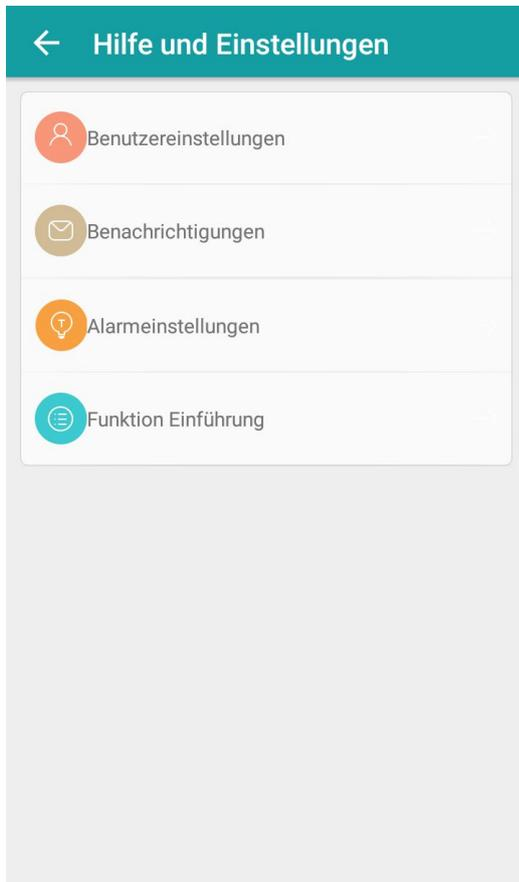 Hilfe und Einstellungen
Benutzereinstellungen
Benachrichtigungen
T
Alarmeinstellungen
Funktion Einführung